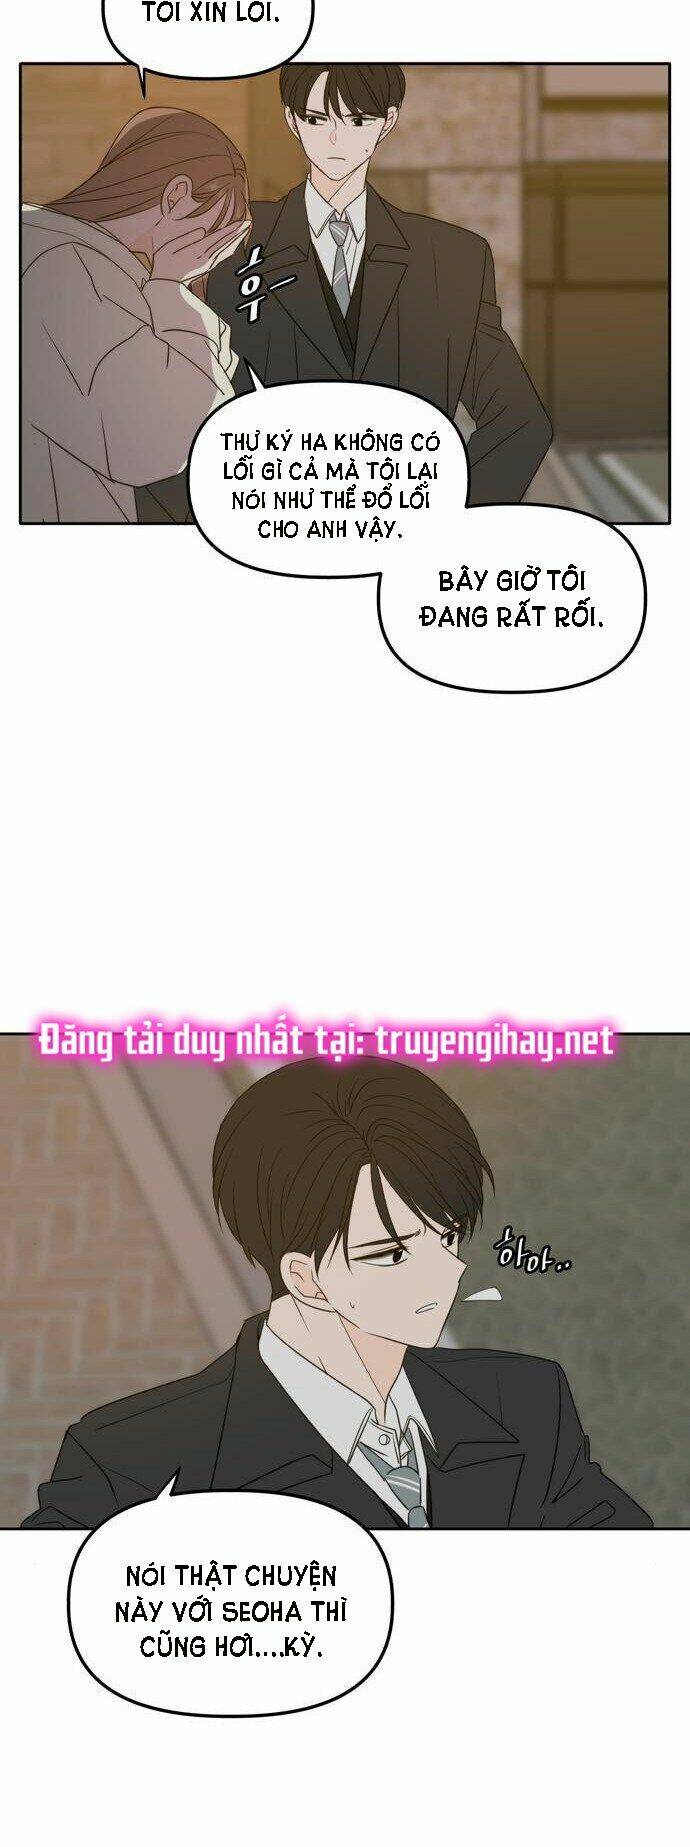 TÔI XIN LỖI.
흐우--
THƯ KÝ HA KHÔNG CÓ
LỖI GÌ CẢ MÀ TÔI LẠI
NÓI NHƯ THỂ ĐỔ LỖI
CHO ANH VẬY.
BÂY GIỜ TÔI
ĐANG RẤT RỐI.
Đăng tải duy nhất tại: truyengihay.net
하아..
NÓI THẬT CHUYỆN
NÀY VỚI SEOHA THÌ
CŨNG HƠI....KỲ.